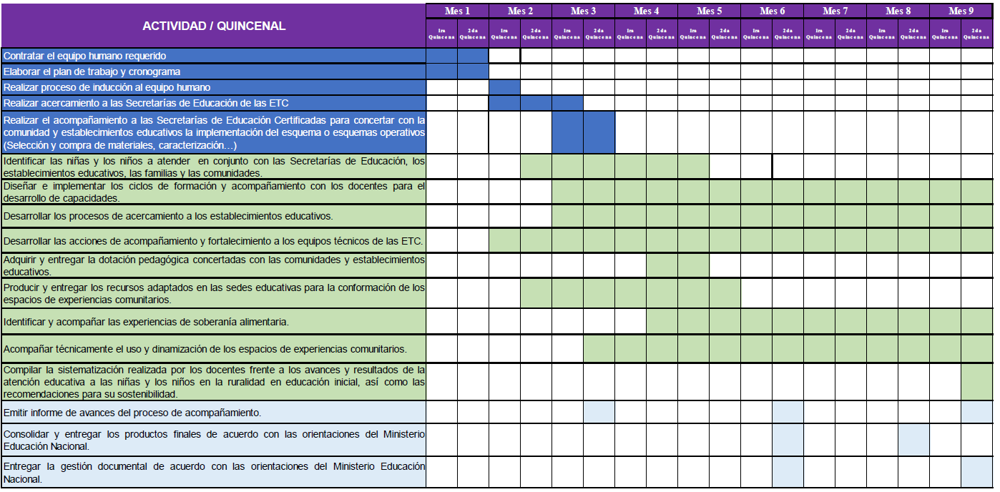 ACTIVIDAD / QUINCENAL
Mes 1 Mes 2 Mes 3 Mes 4 Mes 5 Mes 6 Mes 7 Mes 8 Mes 9
1ra Quincena 2da Quincena 1ra Quincena 2da Quincena 1ra Quincena 2da Quincena 1ra Quincena 2da Quincena 1ra Quincena 2da Quincena 1ra Quincena 2da Quincena 1ra Quincena 2da Quincena 1ra Quincena 2da Quincena 1ra Quincena 2da Quincena
Contratar el equipo humano requerido
Elaborar el plan de trabajo y cronograma
Realizar proceso de inducción al equipo humano
Realizar acercamiento a las Secretarías de Educación de las ETC
Realizar el acompañamiento a las Secretarías de Educación Certificadas para concertar con la
comunidad y establecimientos educativos la implementación del esquema o esquemas operativos
(Selección y compra de materiales, caracterización…)
Identificar las niñas y los niños a atender en conjunto con las Secretarías de Educación, los
establecimientos educativos, las familias y las comunidades.
Diseñar e implementar los ciclos de formación y acompañamiento con los docentes para el
desarrollo de capacidades.
Desarrollar los procesos de acercamiento a los establecimientos educativos.
Desarrollar las acciones de acompañamiento y fortalecimiento a los equipos técnicos de las ETC.
Adquirir y entregar la dotación pedagógica concertadas con las comunidades y establecimientos
educativos.
Producir y entregar los recursos adaptados en las sedes educativas para la conformación de los
espacios de experiencias comunitarios.
Identificar y acompañar las experiencias de soberanía alimentaria.
Acompañar técnicamente el uso y dinamización de los espacios de experiencias comunitarios.
Compilar la sistematización realizada por los docentes frente a los avances y resultados de la
atención educativa a las niñas y los niños en la ruralidad en educación inicial, así como las
recomendaciones para su sostenibilidad.
Emitir informe de avances del proceso de acompañamiento.
Consolidar y entregar los productos finales de acuerdo con las orientaciones del Ministerio
Educación Nacional.
Entregar la gestión documental de acuerdo con las orientaciones del Ministerio Educación
Nacional.